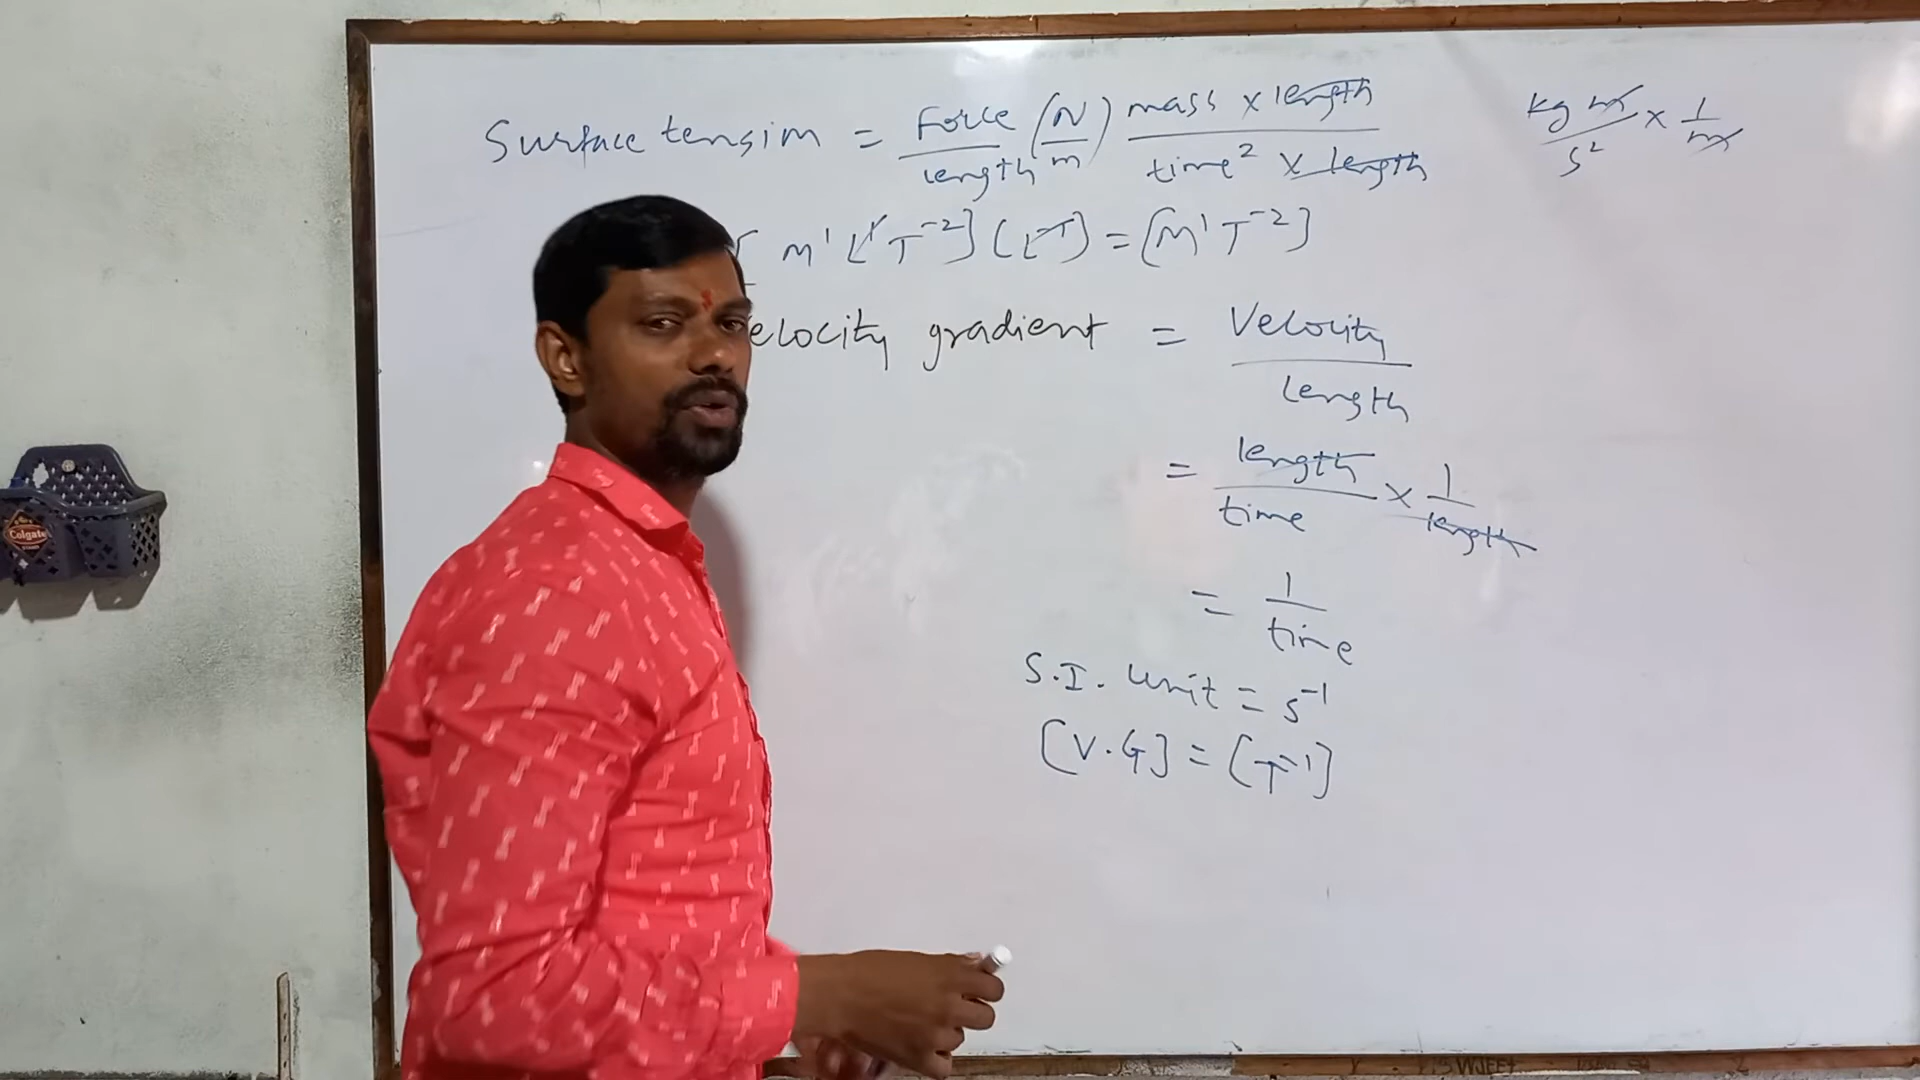 Surface tension = Force/length (N/m) mass x length/time² x length kg m/s² x 1/m
[M¹ L¹ T⁻²] [L⁻¹] = [M¹ T⁻²]
elocity gradient = Velocity/length
= length/time x 1/length
= 1/time
S.I. unit = s⁻¹
[V.G] = [T⁻¹]
Colgate